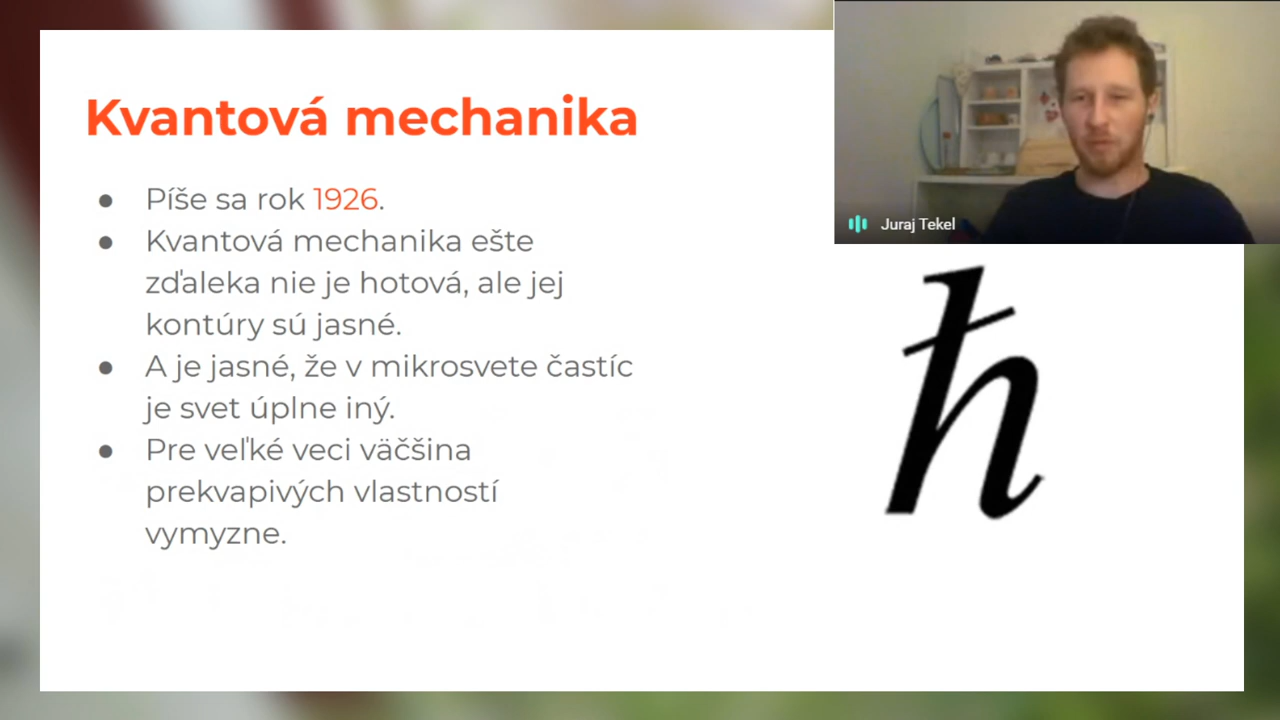 Kvantová mechanika
● Píše sa rok 1926.
● Kvantová mechanika ešte
zďaleka nie je hotová, ale jej
kontúry sú jasné.
● A je jasné, že v mikrosvete častíc
je svet úplne iný.
● Pre veľké veci väčšina
prekvapivých vlastností
vymyzne.
Juraj Tekel
ℏ